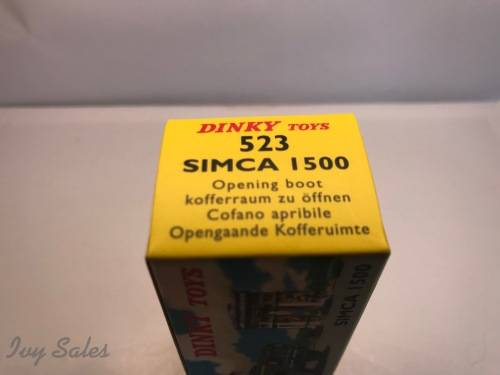 DINKY TOYS
523
SIMCA 1500
Opening boot
kofferraum zu öffnen
Cofano apribile
Opengaande Kofferuimte
DINKY TOYS
SIMCA 1500
Ivy Sales